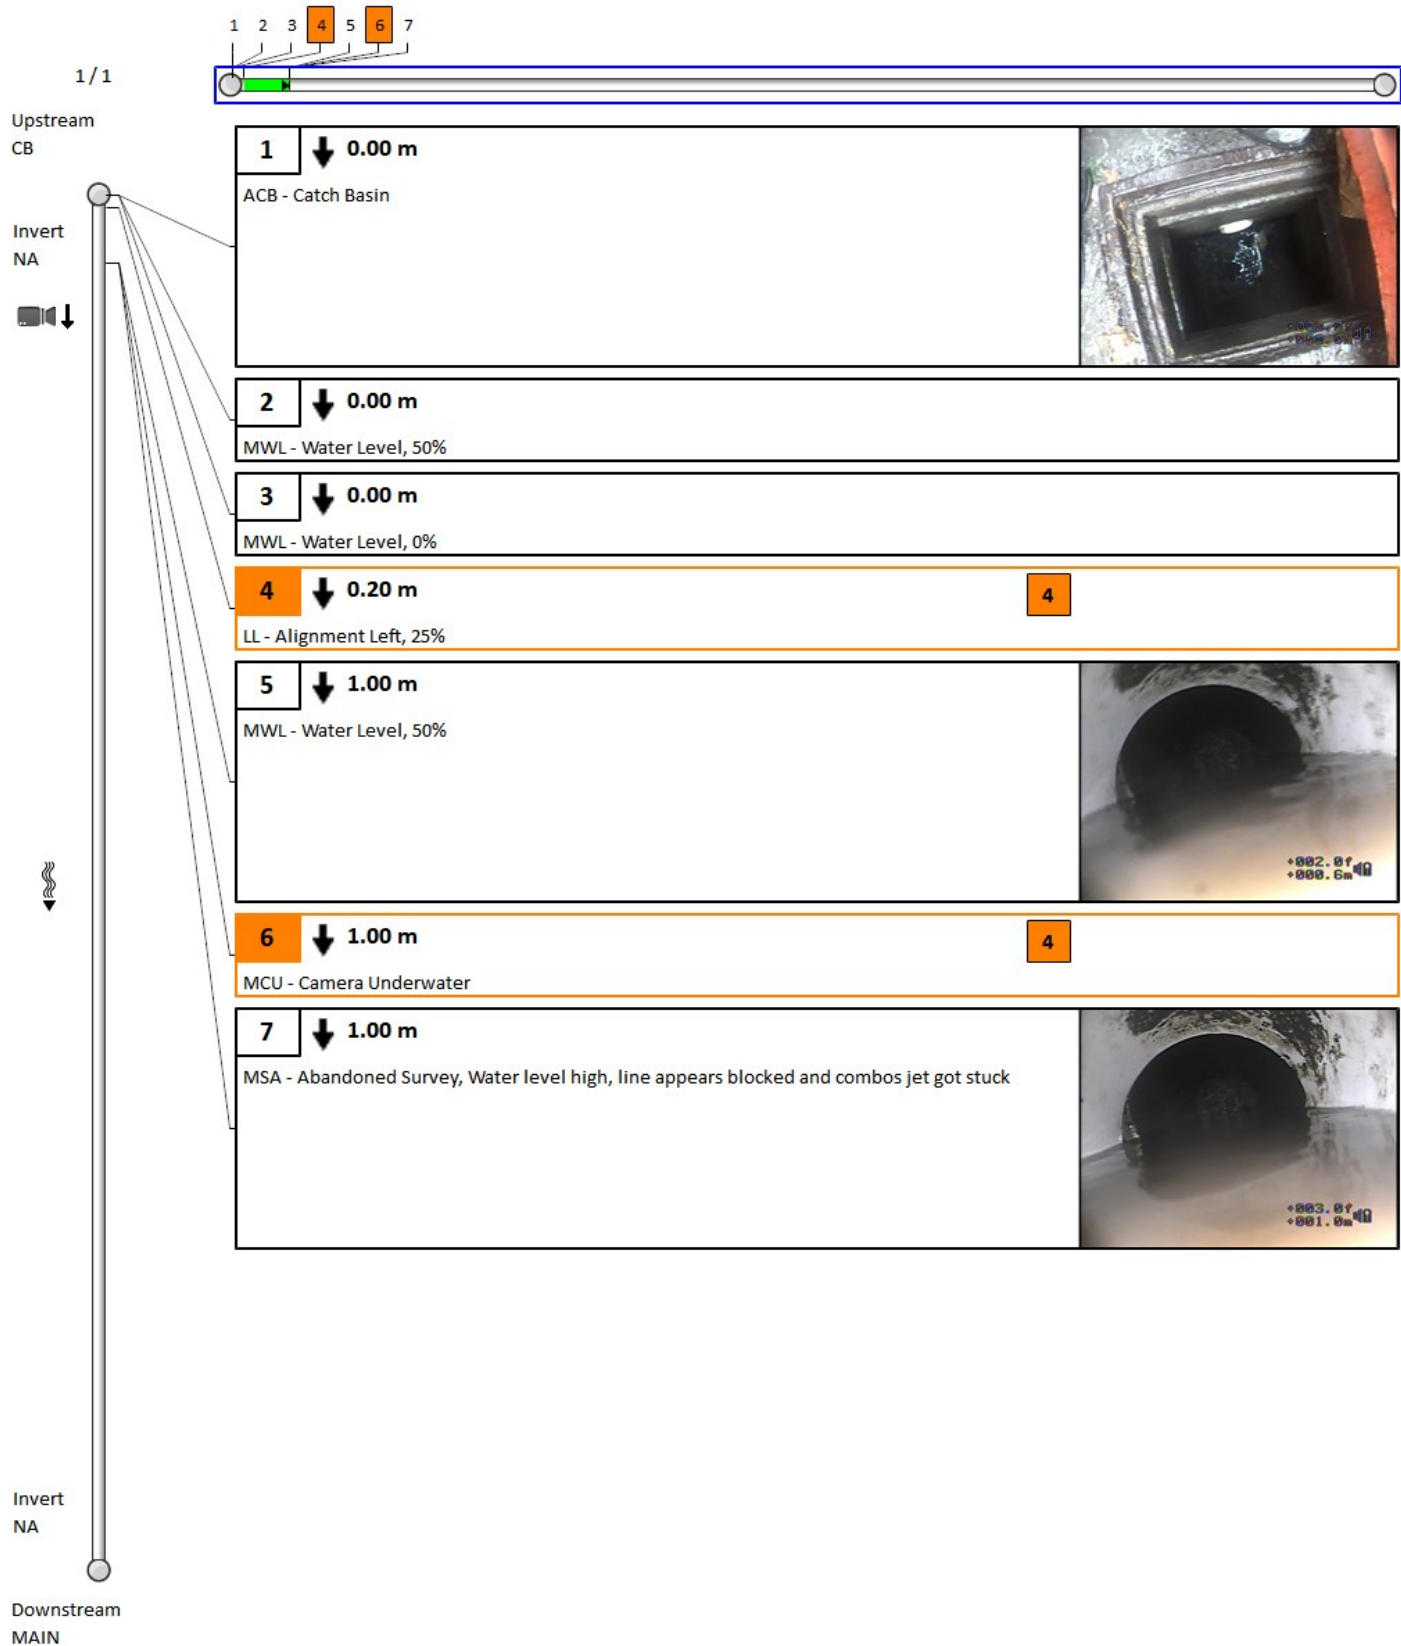 1 2 3 4 5 6 7
1 / 1
Upstream
CB
1 0.00 m
ACB - Catch Basin
Invert
NA
2 0.00 m
MWL - Water Level, 50%
3 0.00 m
MWL - Water Level, 0%
4 0.20 m 4
LL - Alignment Left, 25%
5 1.00 m
MWL - Water Level, 50%
+002.0f
+000.6m
6 1.00 m 4
MCU - Camera Underwater
7 1.00 m
MSA - Abandoned Survey, Water level high, line appears blocked and combos jet got stuck
+003.0f
+001.0m
Invert
NA
Downstream
MAIN